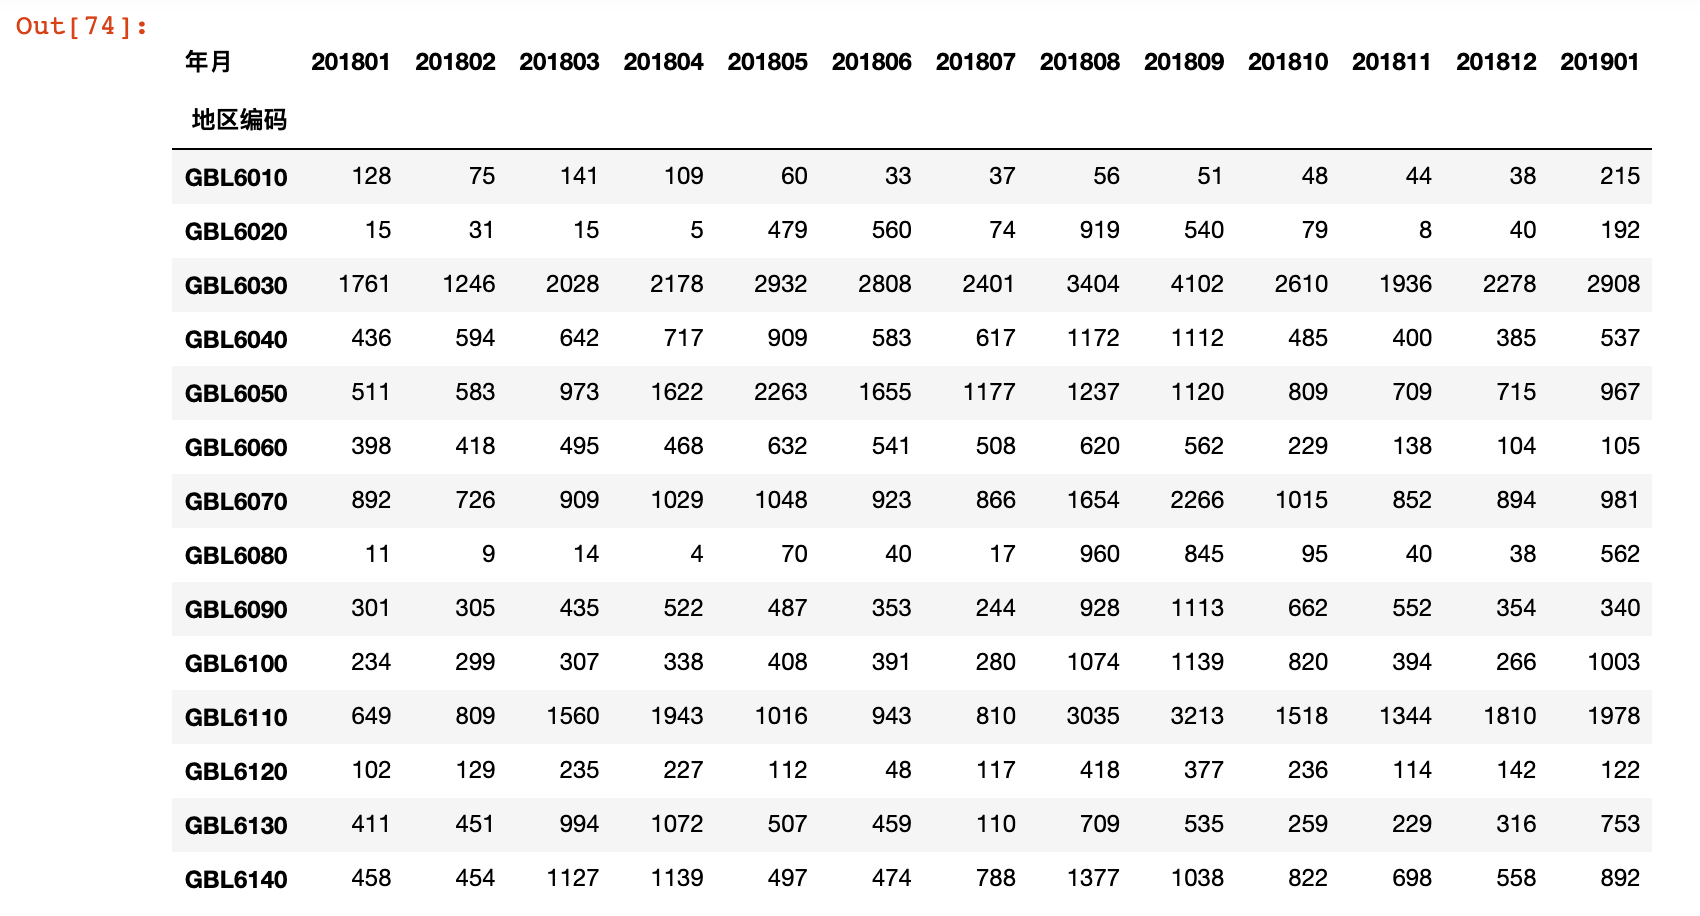 Out[74]:
年月 201801 201802 201803 201804 201805 201806 201807 201808 201809 201810 201811 201812 201901
地区编码
GBL6010 128 75 141 109 60 33 37 56 51 48 44 38 215
GBL6020 15 31 15 5 479 560 74 919 540 79 8 40 192
GBL6030 1761 1246 2028 2178 2932 2808 2401 3404 4102 2610 1936 2278 2908
GBL6040 436 594 642 717 909 583 617 1172 1112 485 400 385 537
GBL6050 511 583 973 1622 2263 1655 1177 1237 1120 809 709 715 967
GBL6060 398 418 495 468 632 541 508 620 562 229 138 104 105
GBL6070 892 726 909 1029 1048 923 866 1654 2266 1015 852 894 981
GBL6080 11 9 14 4 70 40 17 960 845 95 40 38 562
GBL6090 301 305 435 522 487 353 244 928 1113 662 552 354 340
GBL6100 234 299 307 338 408 391 280 1074 1139 820 394 266 1003
GBL6110 649 809 1560 1943 1016 943 810 3035 3213 1518 1344 1810 1978
GBL6120 102 129 235 227 112 48 117 418 377 236 114 142 122
GBL6130 411 451 994 1072 507 459 110 709 535 259 229 316 753
GBL6140 458 454 1127 1139 497 474 788 1377 1038 822 698 558 892